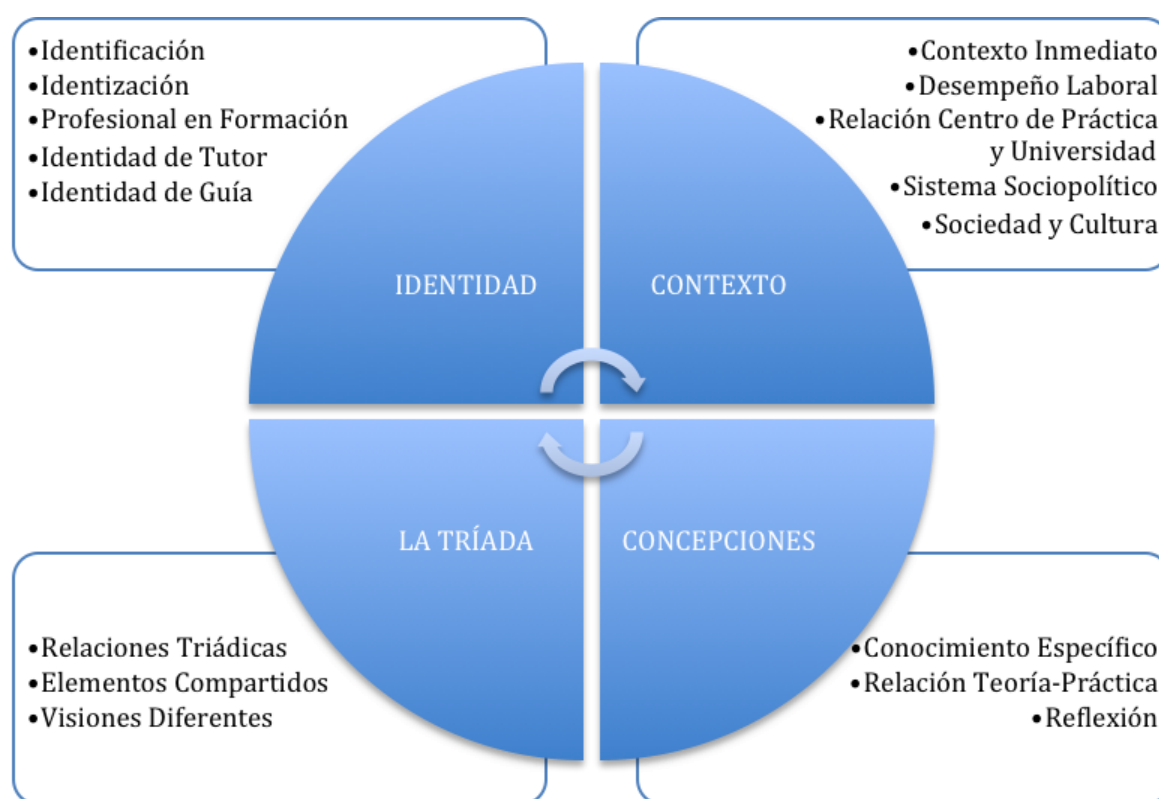 •Identificación
•Identización
•Profesional en Formación
•Identidad de Tutor
•Identidad de Guía
•Contexto Inmediato
•Desempeño Laboral
•Relación Centro de Práctica
y Universidad
•Sistema Sociopolítico
•Sociedad y Cultura
IDENTIDAD
CONTEXTO
LA TRÍADA
CONCEPCIONES
•Relaciones Triádicas
•Elementos Compartidos
•Visiones Diferentes
•Conocimiento Específico
•Relación Teoría-Práctica
•Reflexión